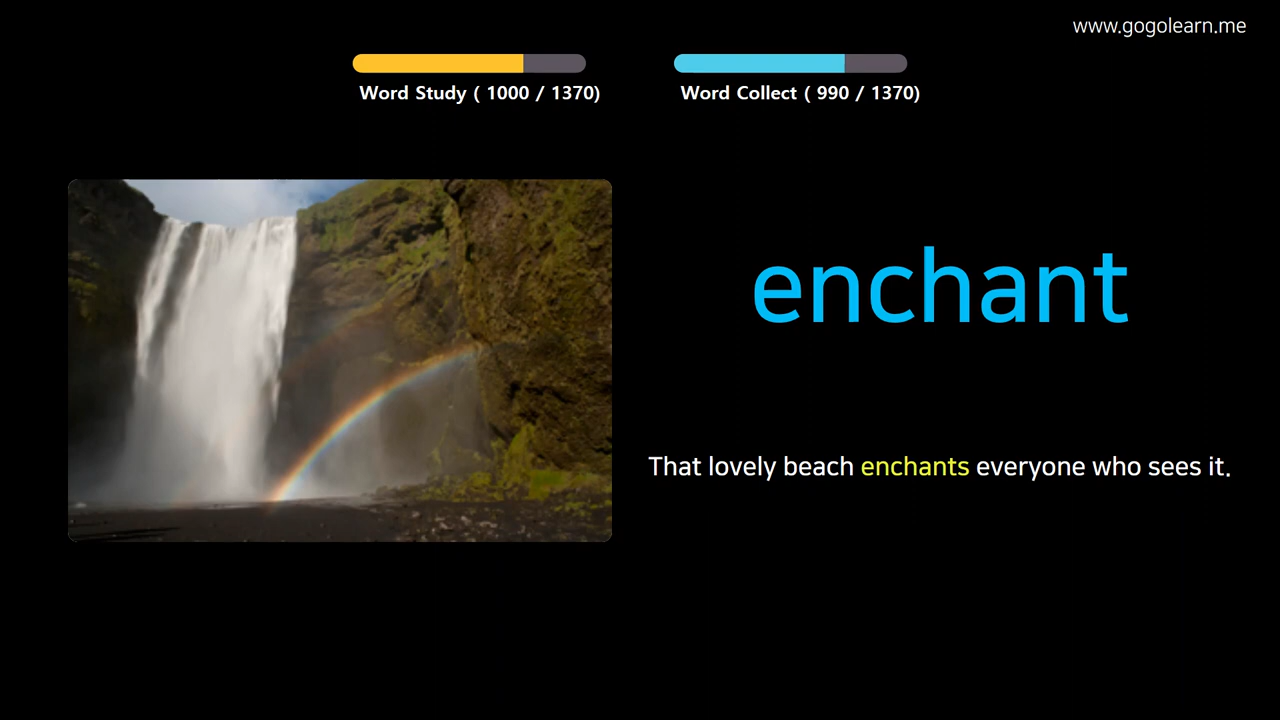 www.gogolearn.me
Word Study ( 1000 / 1370)
Word Collect ( 990 / 1370)
enchant
That lovely beach enchants everyone who sees it.